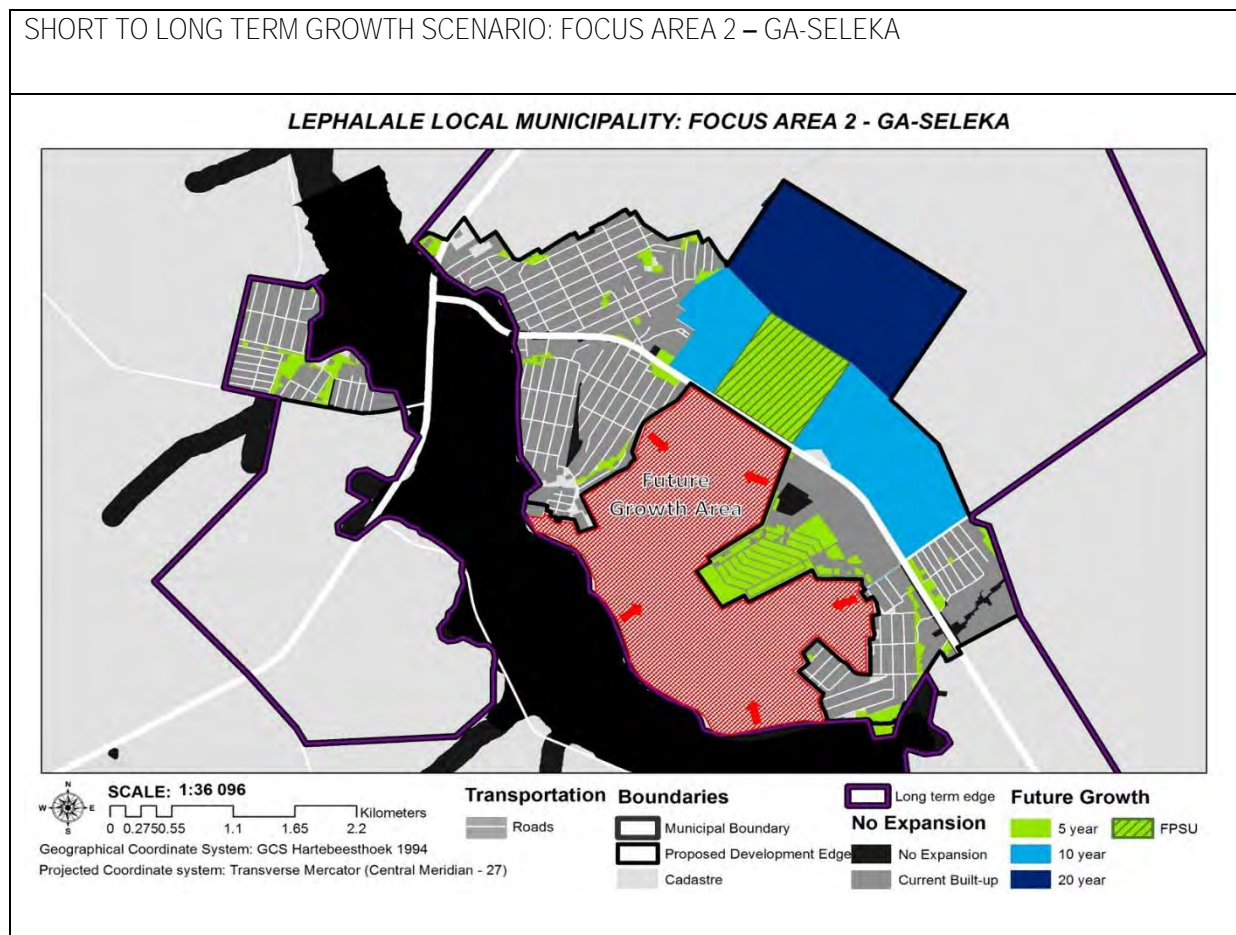 SHORT TO LONG TERM GROWTH SCENARIO: FOCUS AREA 2 – GA-SELEKA
LEPHALALE LOCAL MUNICIPALITY: FOCUS AREA 2 - GA-SELEKA
Future
Growth Area
N
W E
S
SCALE: 1:36 096
Kilometers
0 0.275 0.55 1.1 1.65 2.2
Geographical Coordinate System: GCS Hartebeesthoek 1994
Projected Coordinate system: Transverse Mercator (Central Meridian - 27)
Transportation
Roads
Boundaries
Municipal Boundary
Proposed Development Edge
Cadastre
Long term edge
No Expansion
No Expansion
Current Built-up
Future Growth
5 year
FPSU
10 year
20 year